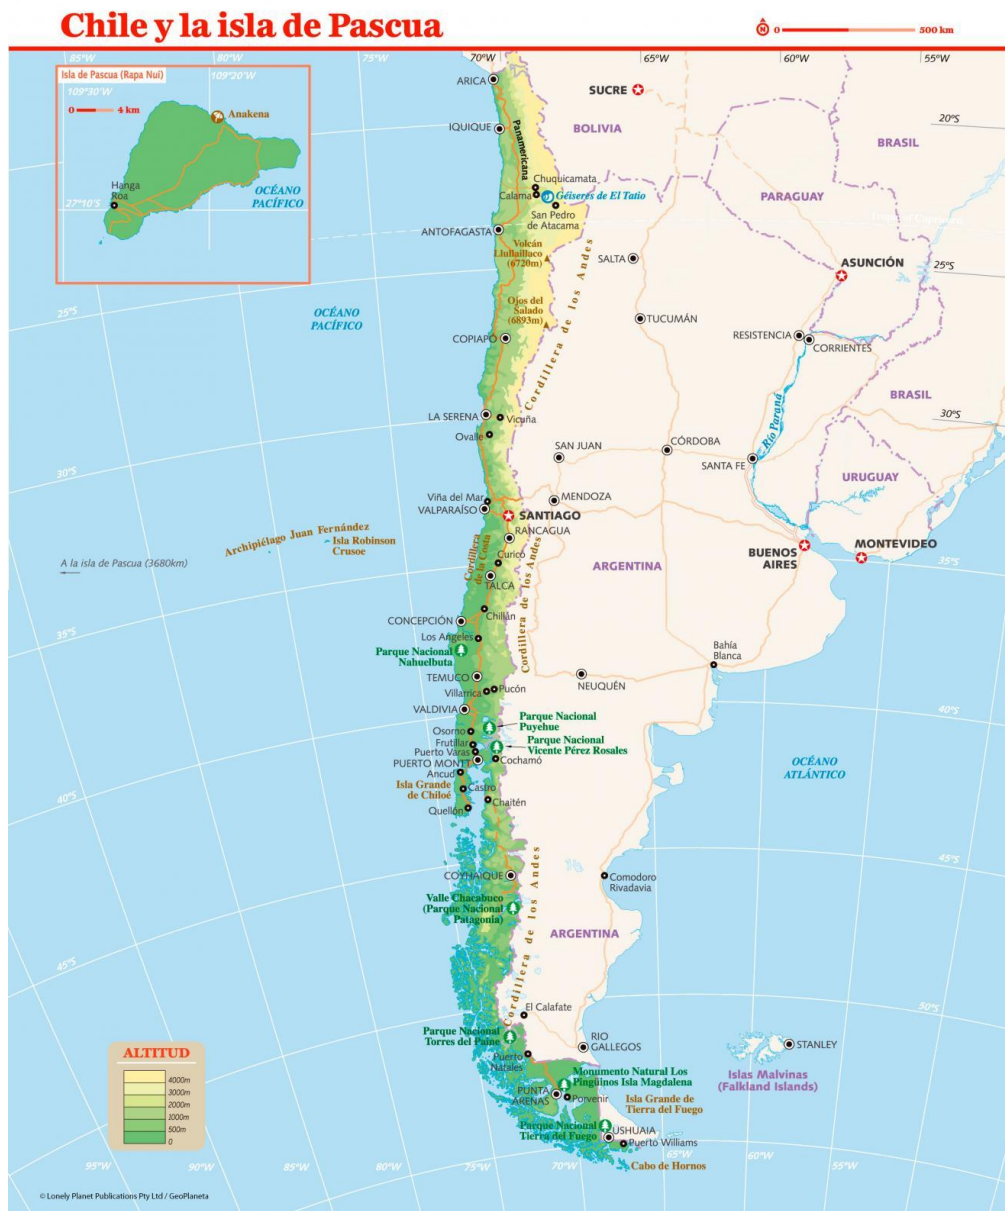 Chile y la isla de Pascua
0 500 km
N
85°W
80°W
75°W
70°W
65°W
60°W
55°W
Isla de Pascua (Rapa Nui)
109°30'W
109°20'W
0 4 km
Anakena
Hanga
Roa
27°10'S
OCÉANO
PACÍFICO
ARICA
IQUIQUE
Panamericana
SUCRE
BOLIVIA
BRASIL
20°S
Chuquicamata
Calama
Géiseres de El Tatio
San Pedro
de Atacama
PARAGUAY
ANTOFAGASTA
Volcán
Llullaillaco
(6720m)
SALTA
ASUNCIÓN
25°S
Ojos del
Salado
(6893m)
OCÉANO
PACÍFICO
25°S
TUCUMÁN
COPIAPÓ
RESISTENCIA
CORRIENTES
Cordillera de los Andes
BRASIL
LA SERENA
Vicuña
Ovalle
30°S
Río Paraná
SAN JUAN
CÓRDOBA
SANTA FE
URUGUAY
30°S
Viña del Mar
VALPARAÍSO
MENDOZA
SANTIAGO
RANCAGUA
Archipiélago Juan Fernández
Isla Robinson
Crusoe
A la isla de Pascua (3680km)
Cordillera
de la Costa
Curicó
TALCA
Cordillera de los Andes
BUENOS
AIRES
MONTEVIDEO
35°S
ARGENTINA
Chillán
CONCEPCIÓN
Los Angeles
35°S
Parque Nacional
Nahuelbuta
Bahía
Blanca
TEMUCO
Pucón
Villarrica
NEUQUÉN
VALDIVIA
40°S
Parque Nacional
Puyehue
Osorno
Frutillar
Puerto Varas
Parque Nacional
Vicente Pérez Rosales
PUERTO MONTT
Cochamó
Ancud
Isla Grande
de Chiloé
Castro
Chaitén
Quellón
OCÉANO
ATLÁNTICO
40°S
45°S
COYHAIQUE
Comodoro
Rivadavia
Valle Chacabuco
(Parque Nacional
Patagonia)
Cordillera de los Andes
ARGENTINA
45°S
50°S
El Calafate
Parque Nacional
Torres del Paine
RIO
GALLEGOS
STANLEY
Puerto
Natales
Islas Malvinas
(Falkland Islands)
Monumento Natural Los
Pingüinos Isla Magdalena
PUNTA
ARENAS
Porvenir
Isla Grande de
Tierra del Fuego
Parque Nacional
Tierra del Fuego
USHUAIA
Puerto Williams
Cabo de Hornos
50°S
ALTITUD
4000m
3000m
2000m
1000m
500m
0
95°W
90°W
85°W
80°W
75°W
70°W
65°W
60°W
55°W
© Lonely Planet Publications Pty Ltd / GeoPlaneta